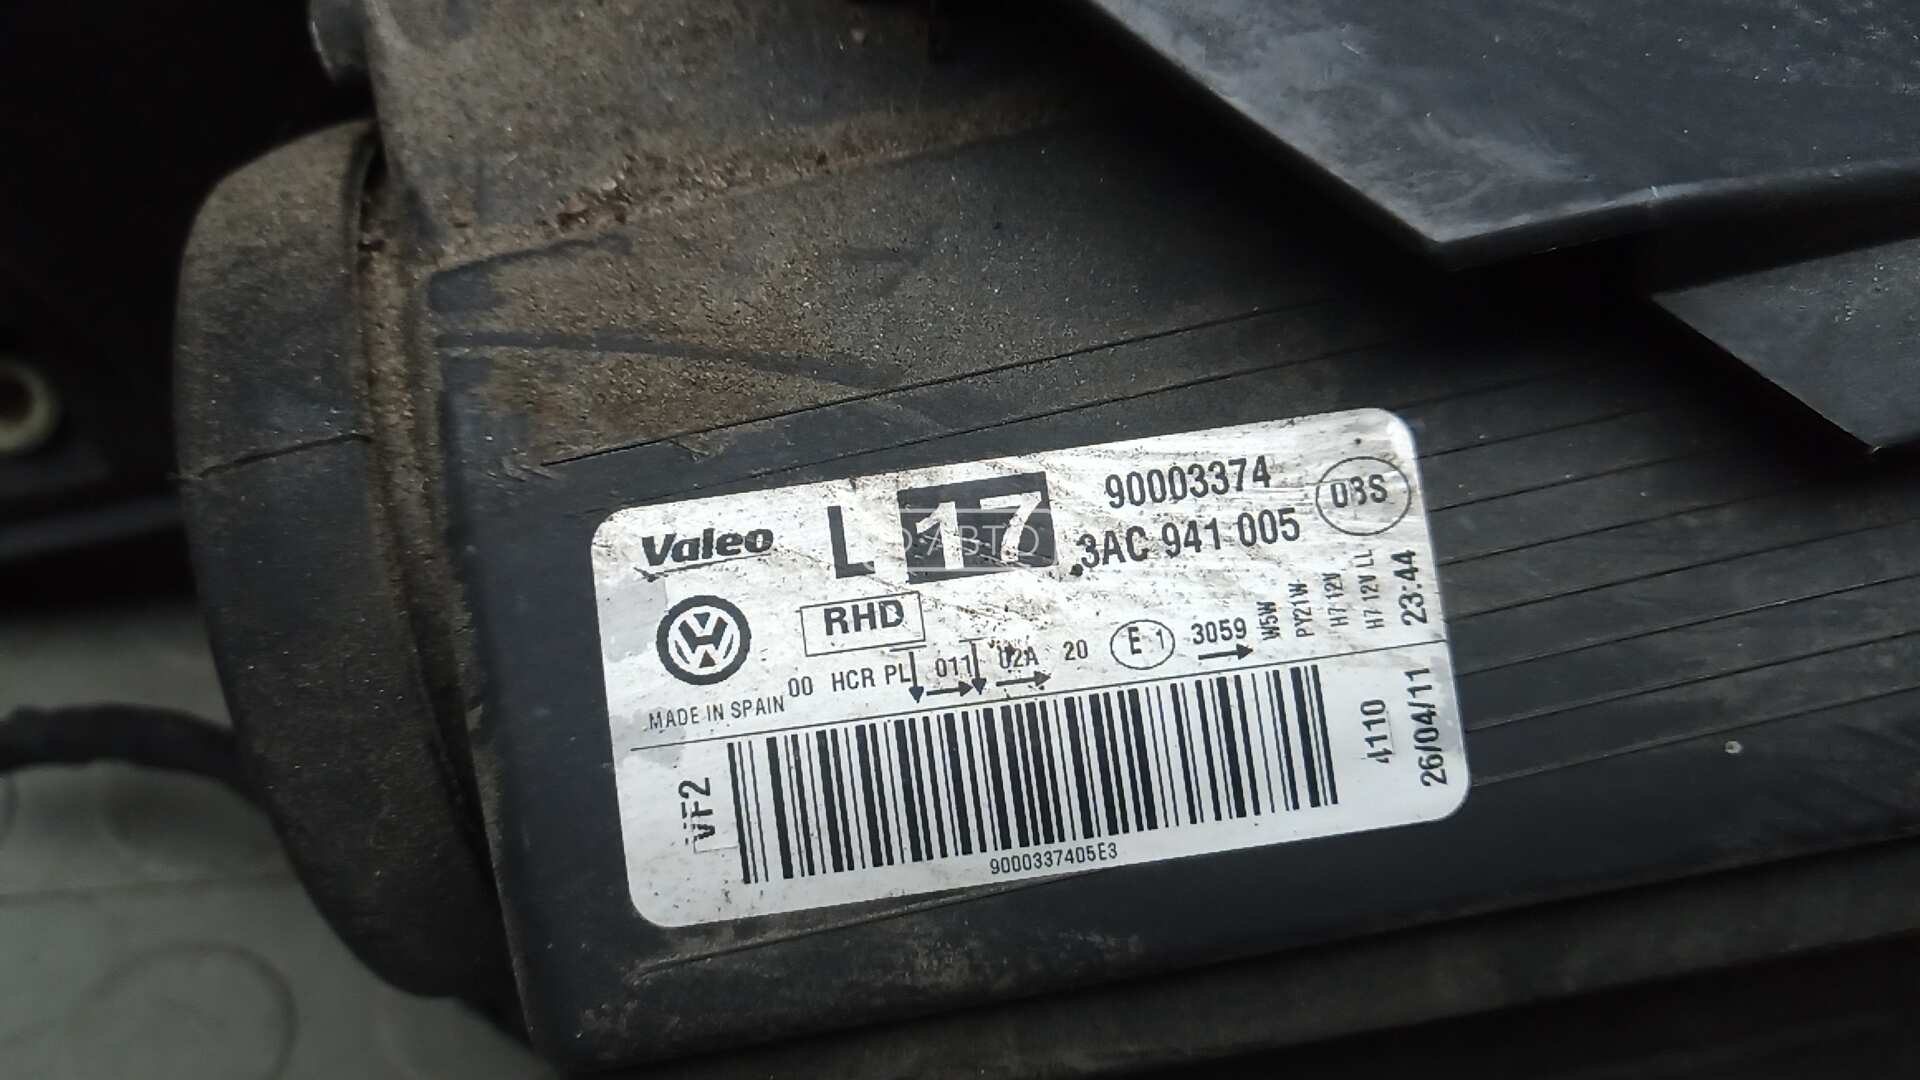 Valeo L 17 90003374 OBS
.3AC 941 005
RHD
00 HCR PL 011 02A 20 E 1 3059
W5W
PY21W
H7 12V
H7 12V LL
23:44
MADE IN SPAIN
VF2
9000337405E3
4110
26/04/11